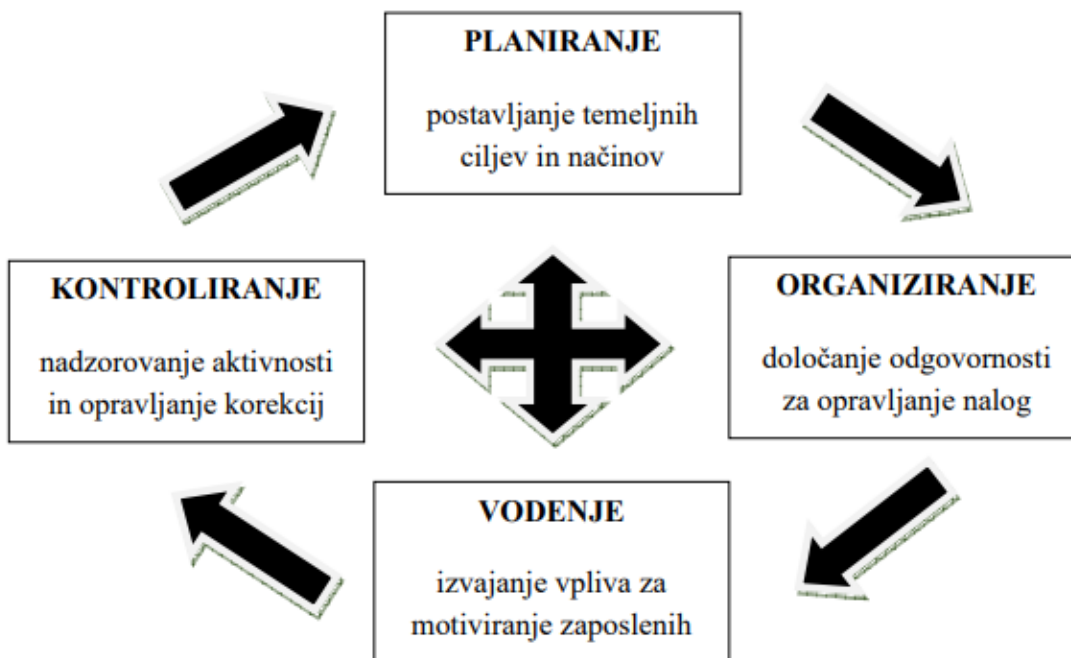 PLANIRANJE
postavljanje temeljnih
ciljev in načinov
KONTROLIRANJE
nadzorovanje aktivnosti
in opravljanje korekcij
ORGANIZIRANJE
določanje odgovornosti
za opravljanje nalog
VODENJE
izvajanje vpliva za
motiviranje zaposlenih